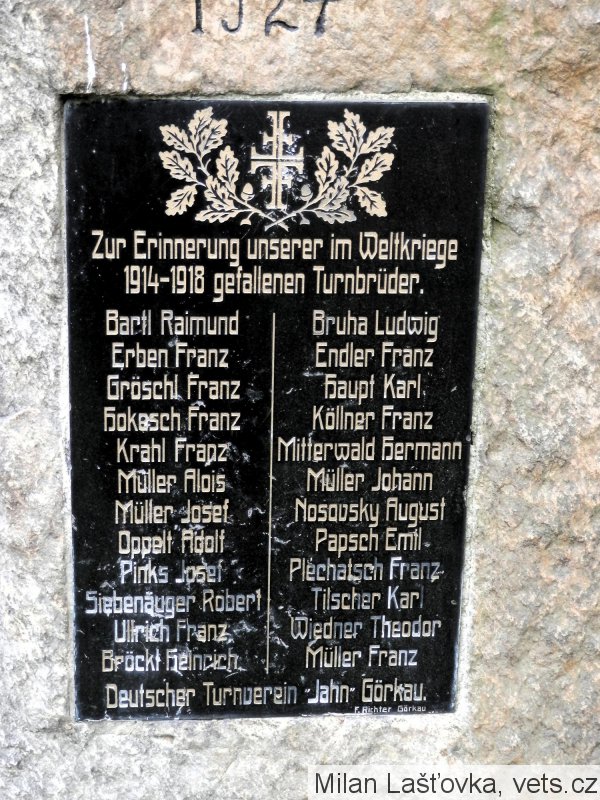 1924
Zur Erinnerung unserer im Weltkriege
1914-1918 gefallenen Turnbrüder.
Bartl Raimund
Erben Franz
Gröschl Franz
Hokesch Franz
Krahl Franz
Müller Alois
Müller Josef
Oppelt Adolf
Pinks Josef
Siebenäuger Robert
Ullrich Franz
Bröckl Heinrich.
Bruha Ludwig
Endler Franz
Haupt Karl
Köllner Franz
Mitterwald Hermann
Müller Johann
Nosovsky August
Papsch Emil
Plechatsch Franz
Tilscher Karl
Wiedner Theodor
Müller Franz
Deutscher Turnverein "Jahn" Görkau.
F. Richter Görkau
Milan Lašťovka, vets.cz